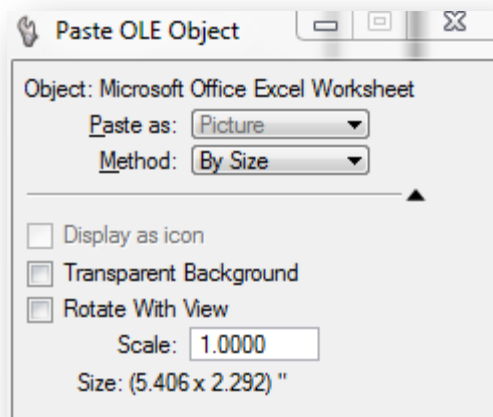 Paste OLE Object
Object: Microsoft Office Excel Worksheet
Paste as: Picture
Method: By Size
Display as icon
Transparent Background
Rotate With View
Scale: 1.0000
Size: (5.406 x 2.292) "